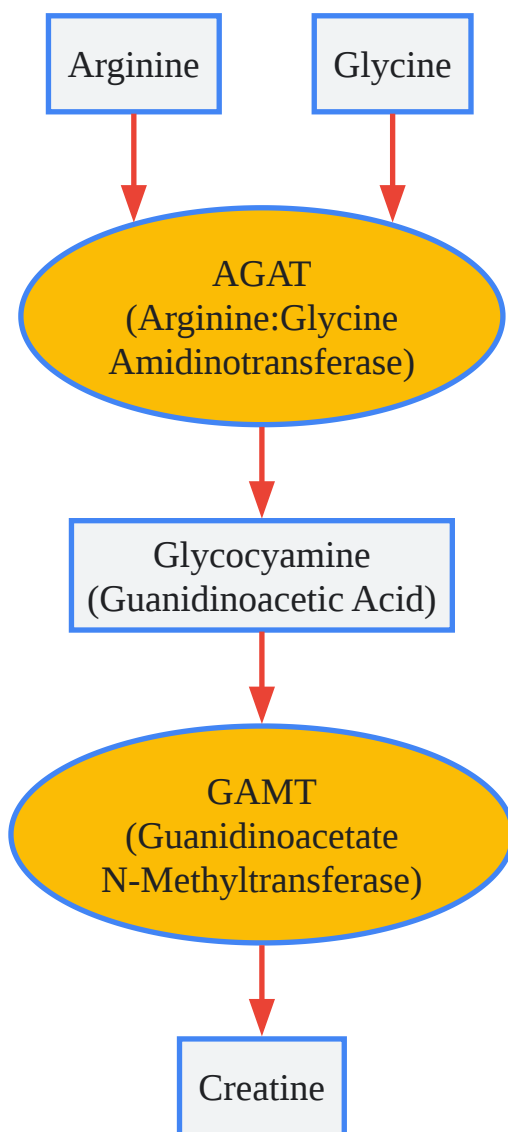 Arginine
Glycine
AGAT
(Arginine:Glycine
Amidinotransferase)
Glycocyamine
(Guanidinoacetic Acid)
GAMT
(Guanidinoacetate
N-Methyltransferase)
Creatine